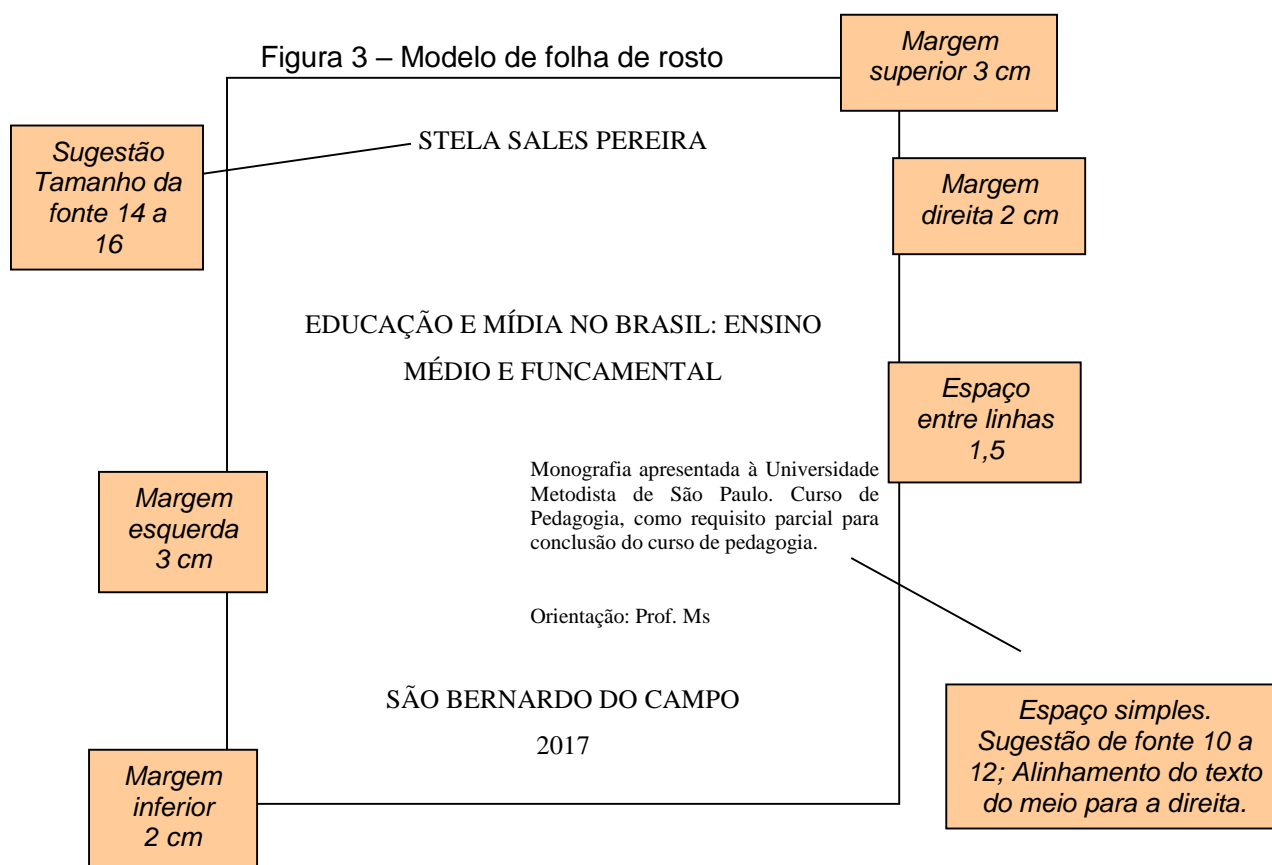 Figura 3 – Modelo de folha de rosto
Margem
superior 3 cm
Sugestão
Tamanho da
fonte 14 a
16
STELA SALES PEREIRA
Margem
direita 2 cm
EDUCAÇÃO E MÍDIA NO BRASIL: ENSINO
MÉDIO E FUNCAMENTAL
Espaço
entre linhas
1,5
Monografia apresentada à Universidade
Metodista de São Paulo. Curso de
Pedagogia, como requisito parcial para
conclusão do curso de pedagogia.
Margem
esquerda
3 cm
Orientação: Prof. Ms
SÃO BERNARDO DO CAMPO
2017
Espaço simples.
Sugestão de fonte 10 a
12; Alinhamento do texto
do meio para a direita.
Margem
inferior
2 cm